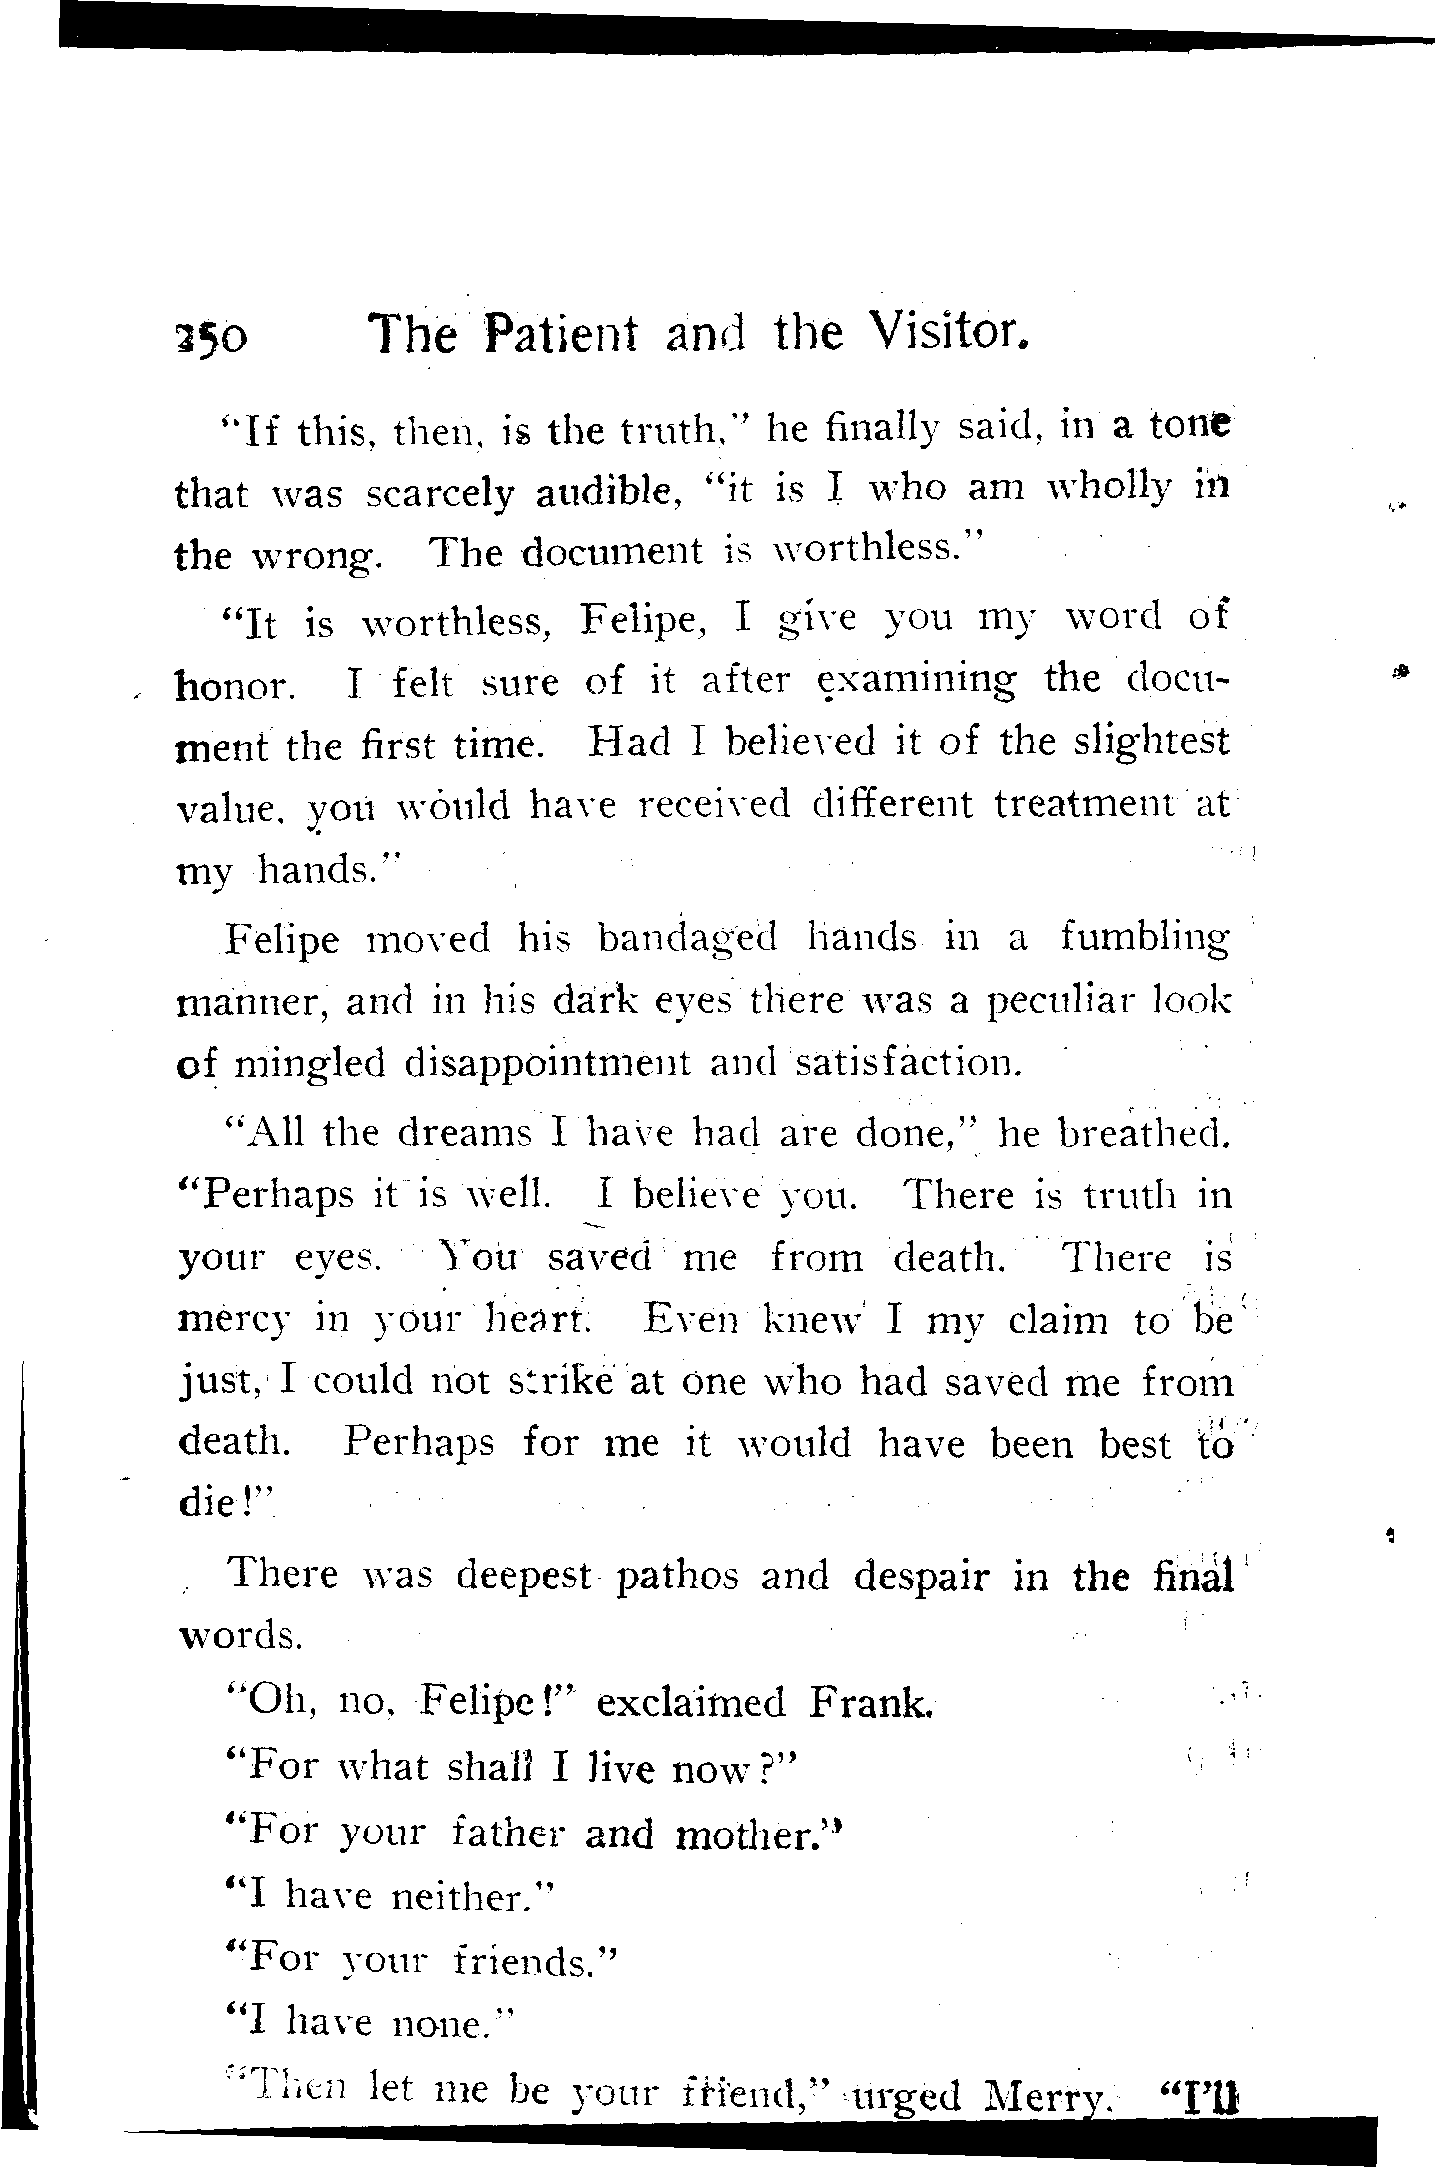 250 The Patient and the Visitor.
"If this, then, is the truth," he finally said, in a tone
that was scarcely audible, "it is I who am wholly in
the wrong. The document is worthless."
"It is worthless, Felipe, I give you my word of
honor. I felt sure of it after examining the docu-
ment the first time. Had I believed it of the slightest
value, you would have received different treatment at
my hands."
Felipe moved his bandaged hands in a fumbling
manner, and in his dark eyes there was a peculiar look
of mingled disappointment and satisfaction.
"All the dreams I have had are done," he breathed.
"Perhaps it is well. I believe you. There is truth in
your eyes. You saved me from death. There is
mercy in your heart. Even knew I my claim to be
just, I could not strike at one who had saved me from
death. Perhaps for me it would have been best to
die!"
There was deepest pathos and despair in the final
words.
"Oh, no, Felipe!" exclaimed Frank.
"For what shall I live now?"
"For your father and mother."
"I have neither."
"For your friends."
"I have none."
"Then let me be your friend," urged Merry. "I'll